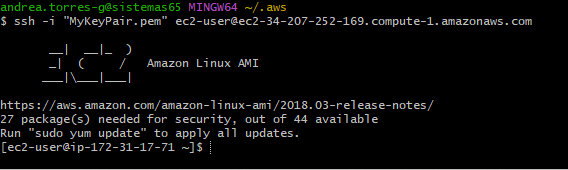 andrea.torres-g@sistemas65 MINGW64 ~/.aws
$ ssh -i "MyKeyPair.pem" ec2-user@ec2-34-207-252-169.compute-1.amazonaws.com
__|  __|_  )
_|  (     /   Amazon Linux AMI
___|\___|___|
https://aws.amazon.com/amazon-linux-ami/2018.03-release-notes/
27 package(s) needed for security, out of 44 available
Run "sudo yum update" to apply all updates.
[ec2-user@ip-172-31-17-71 ~]$